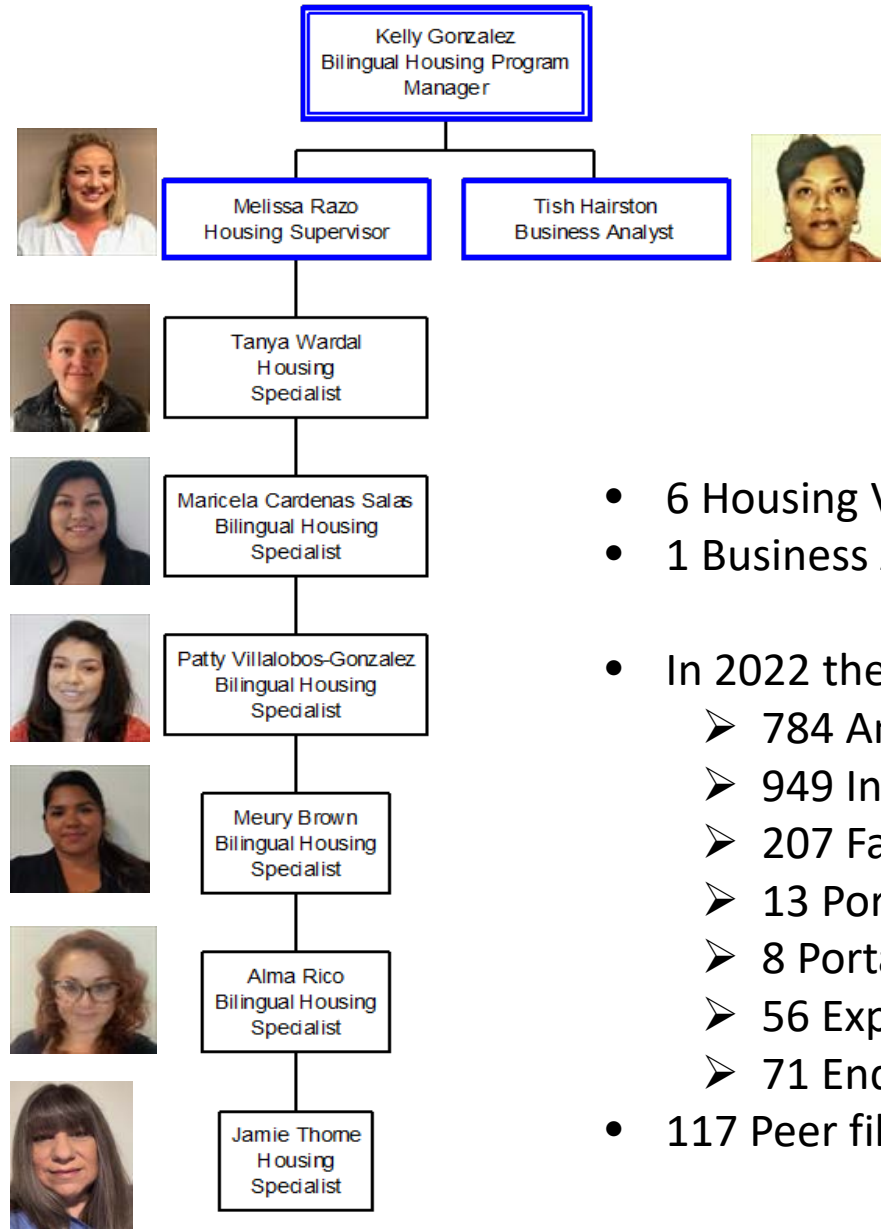 Kelly Gonzalez
Bilingual Housing Program
Manager
Melissa Razo
Housing Supervisor
Tish Hairston
Business Analyst
Tanya Wardal
Housing
Specialist
Maricela Cardenas Salas
Bilingual Housing
Specialist
Patty Villalobos-Gonzalez
Bilingual Housing
Specialist
Meury Brown
Bilingual Housing
Specialist
Alma Rico
Bilingual Housing
Specialist
Jamie Thorne
Housing
Specialist
• 6 Housing
• 1 Business
• In 2022 the
➢ 784
➢ 949
➢ 207
➢ 13
➢ 8
➢ 56
➢ 71
• 117 Peer